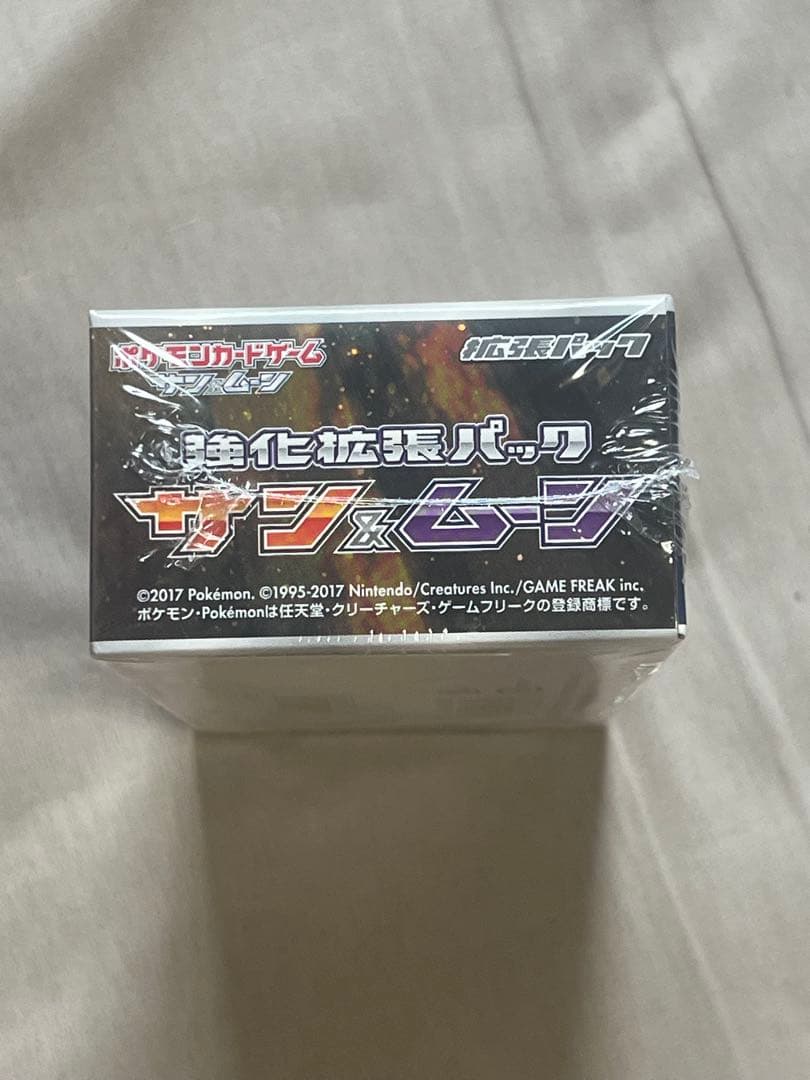 ポケモンカードゲーム
サン&ムーン
拡張パック
強化拡張パック
サン&ムーン
©2017 Pokémon. ©1995-2017 Nintendo/Creatures Inc./GAME FREAK inc.
ポケモン・Pokémonは任天堂・クリーチャーズ・ゲームフリークの登録商標です。